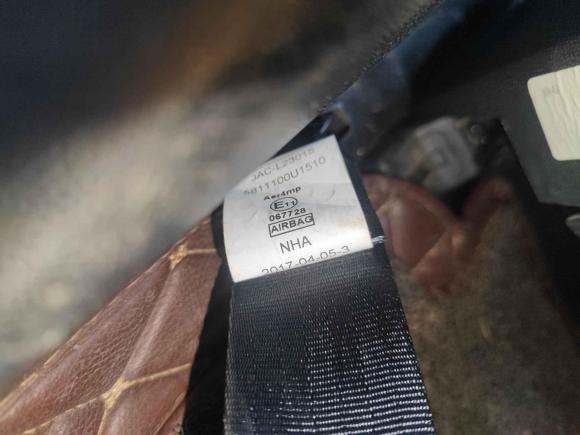 JAC-L23015
5811100U1510
Aer4mp
E11
067728
AIRBAG
NHA
2017-04-05-3